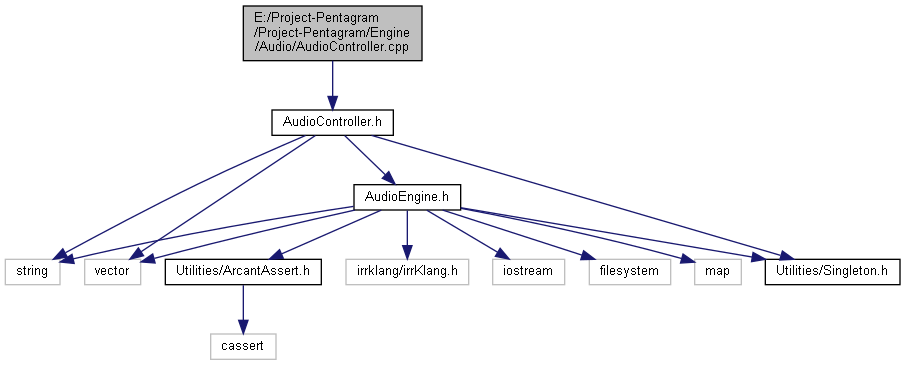 E:/Project-Pentagram
/Project-Pentagram/Engine
/Audio/AudioController.cpp
AudioController.h
AudioEngine.h
string
vector
Utilities/ArcantAssert.h
irrklang/irrKlang.h
iostream
filesystem
map
Utilities/Singleton.h
cassert